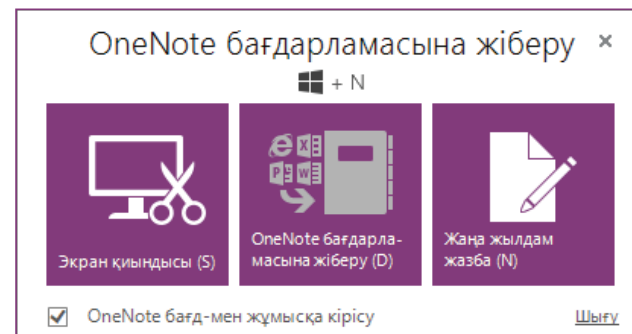 OneNote бағдарламасына жіберу
+ N
Экран қиындысы (S)
OneNote бағдарла-
масына жіберу (D)
Жаңа жылдам
жазба (N)
OneNote бағд-мен жұмысқа кірісу
Шығу